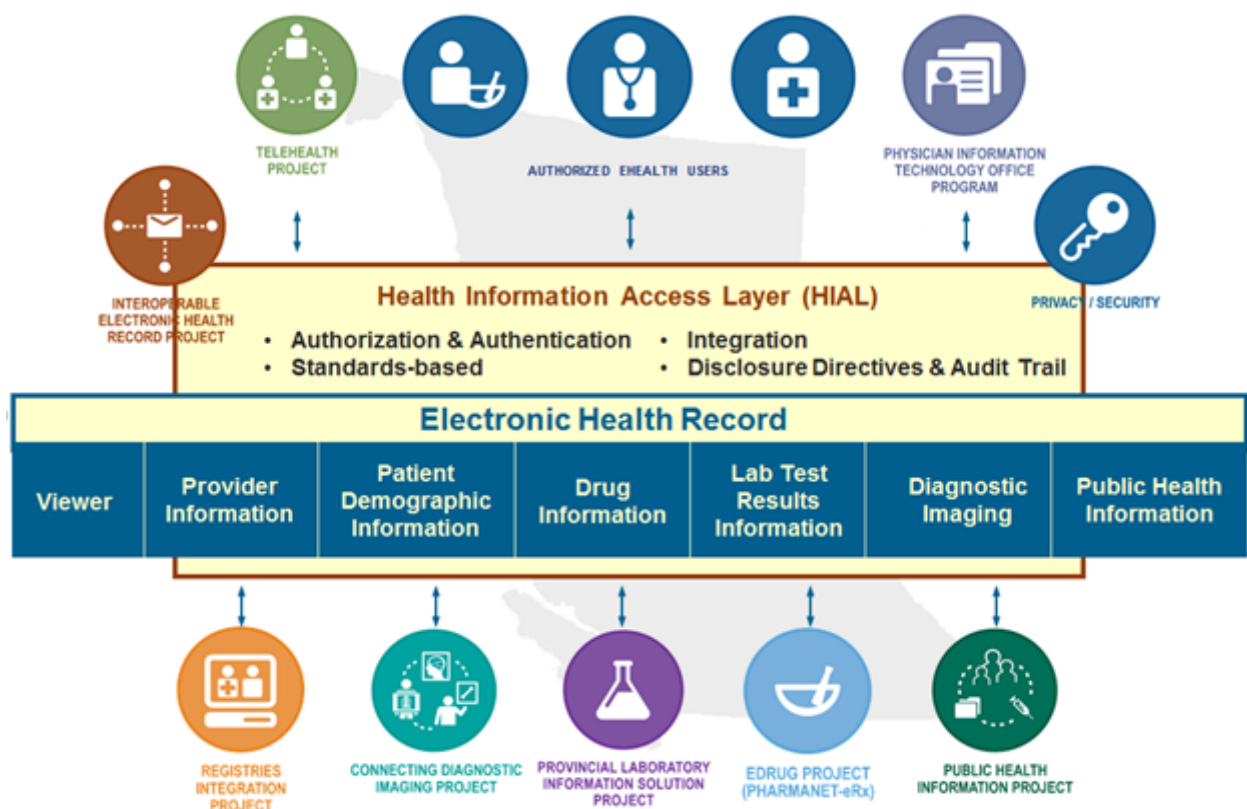 TELEHEALTH
PROJECT
AUTHORIZED EHEALTH USERS
PHYSICIAN INFORMATION
TECHNOLOGY OFFICE
PROGRAM
INTEROPERABLE
ELECTRONIC HEALTH
RECORD PROJECT
PRIVACY / SECURITY
Health Information Access Layer (HIAL)
• Authorization & Authentication
• Standards-based
• Integration
• Disclosure Directives & Audit Trail
Electronic Health Record
Viewer
Provider
Information
Patient
Demographic
Information
Drug
Information
Lab Test
Results
Information
Diagnostic
Imaging
Public Health
Information
REGISTRIES
INTEGRATION
PROJECT
CONNECTING DIAGNOSTIC
IMAGING PROJECT
PROVINCIAL LABORATORY
INFORMATION SOLUTION
PROJECT
EDRUG PROJECT
(PHARMANET-eRx)
PUBLIC HEALTH
INFORMATION PROJECT